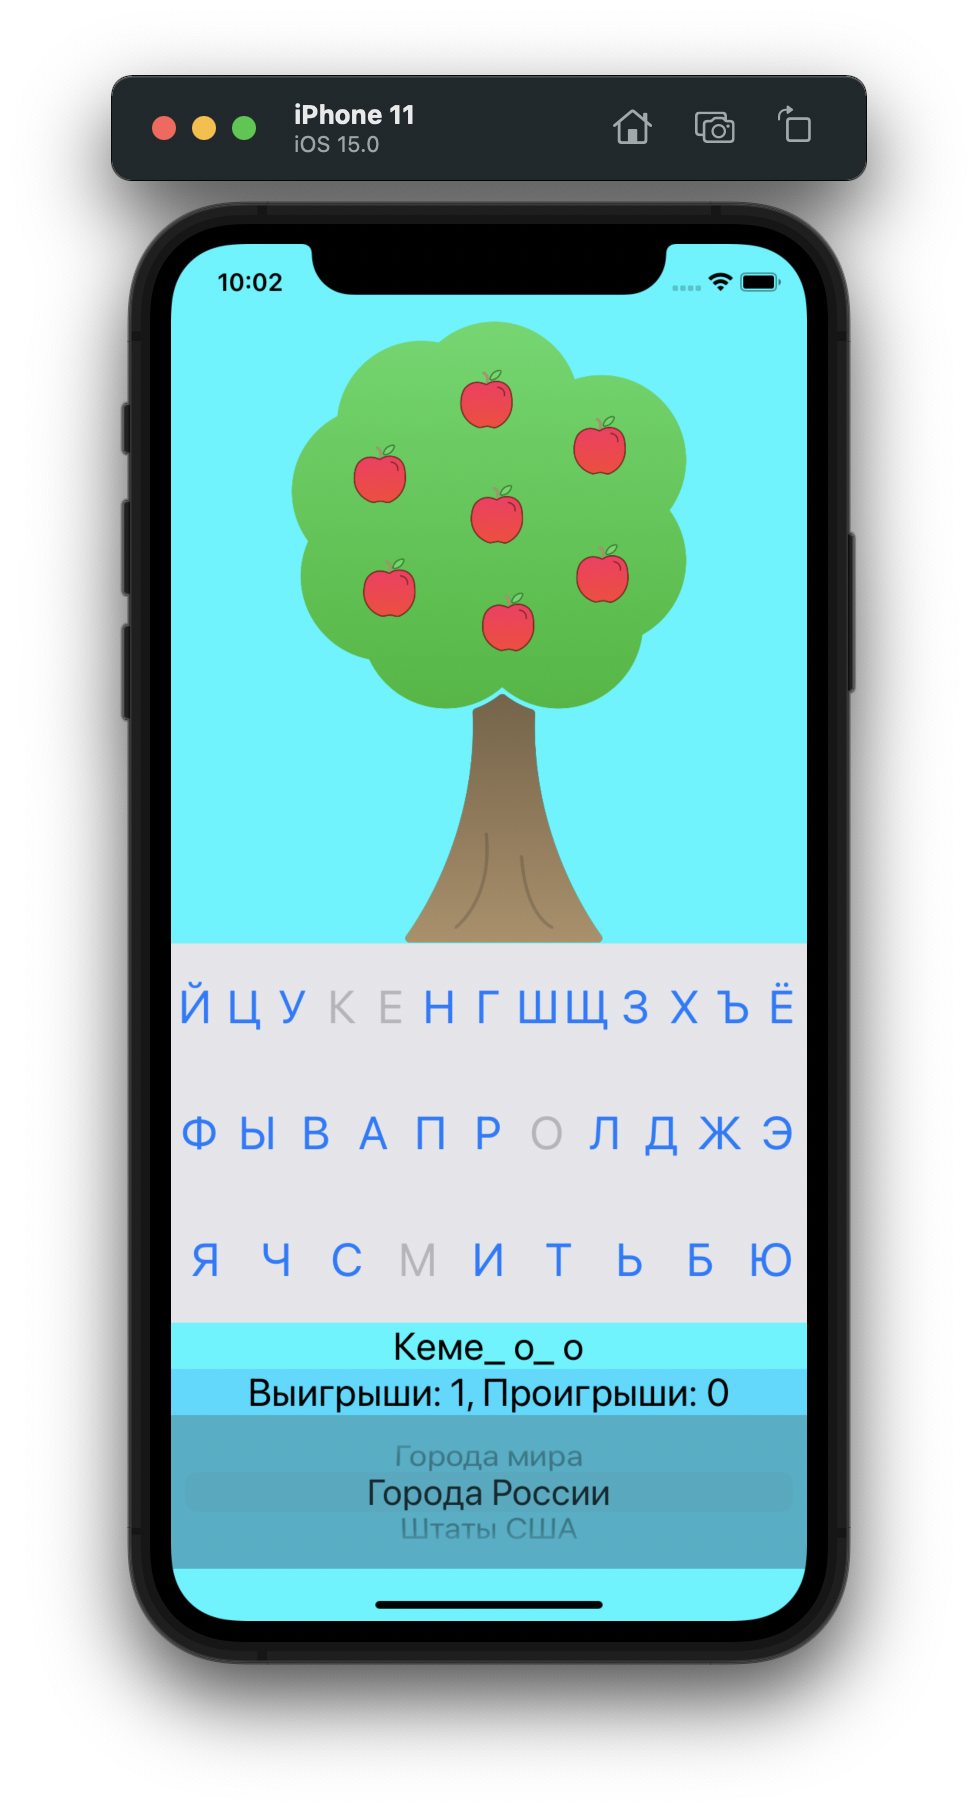 iPhone 11
iOS 15.0
10:02
Й Ц У К Е Н Г Ш Щ З Х Ъ Ё
Ф Ы В А П Р О Л Д Ж Э
Я Ч С М И Т Ь Б Ю
Кеме_ о_ о
Выигрыши: 1, Проигрыши: 0
Города мира
Города России
Штаты США